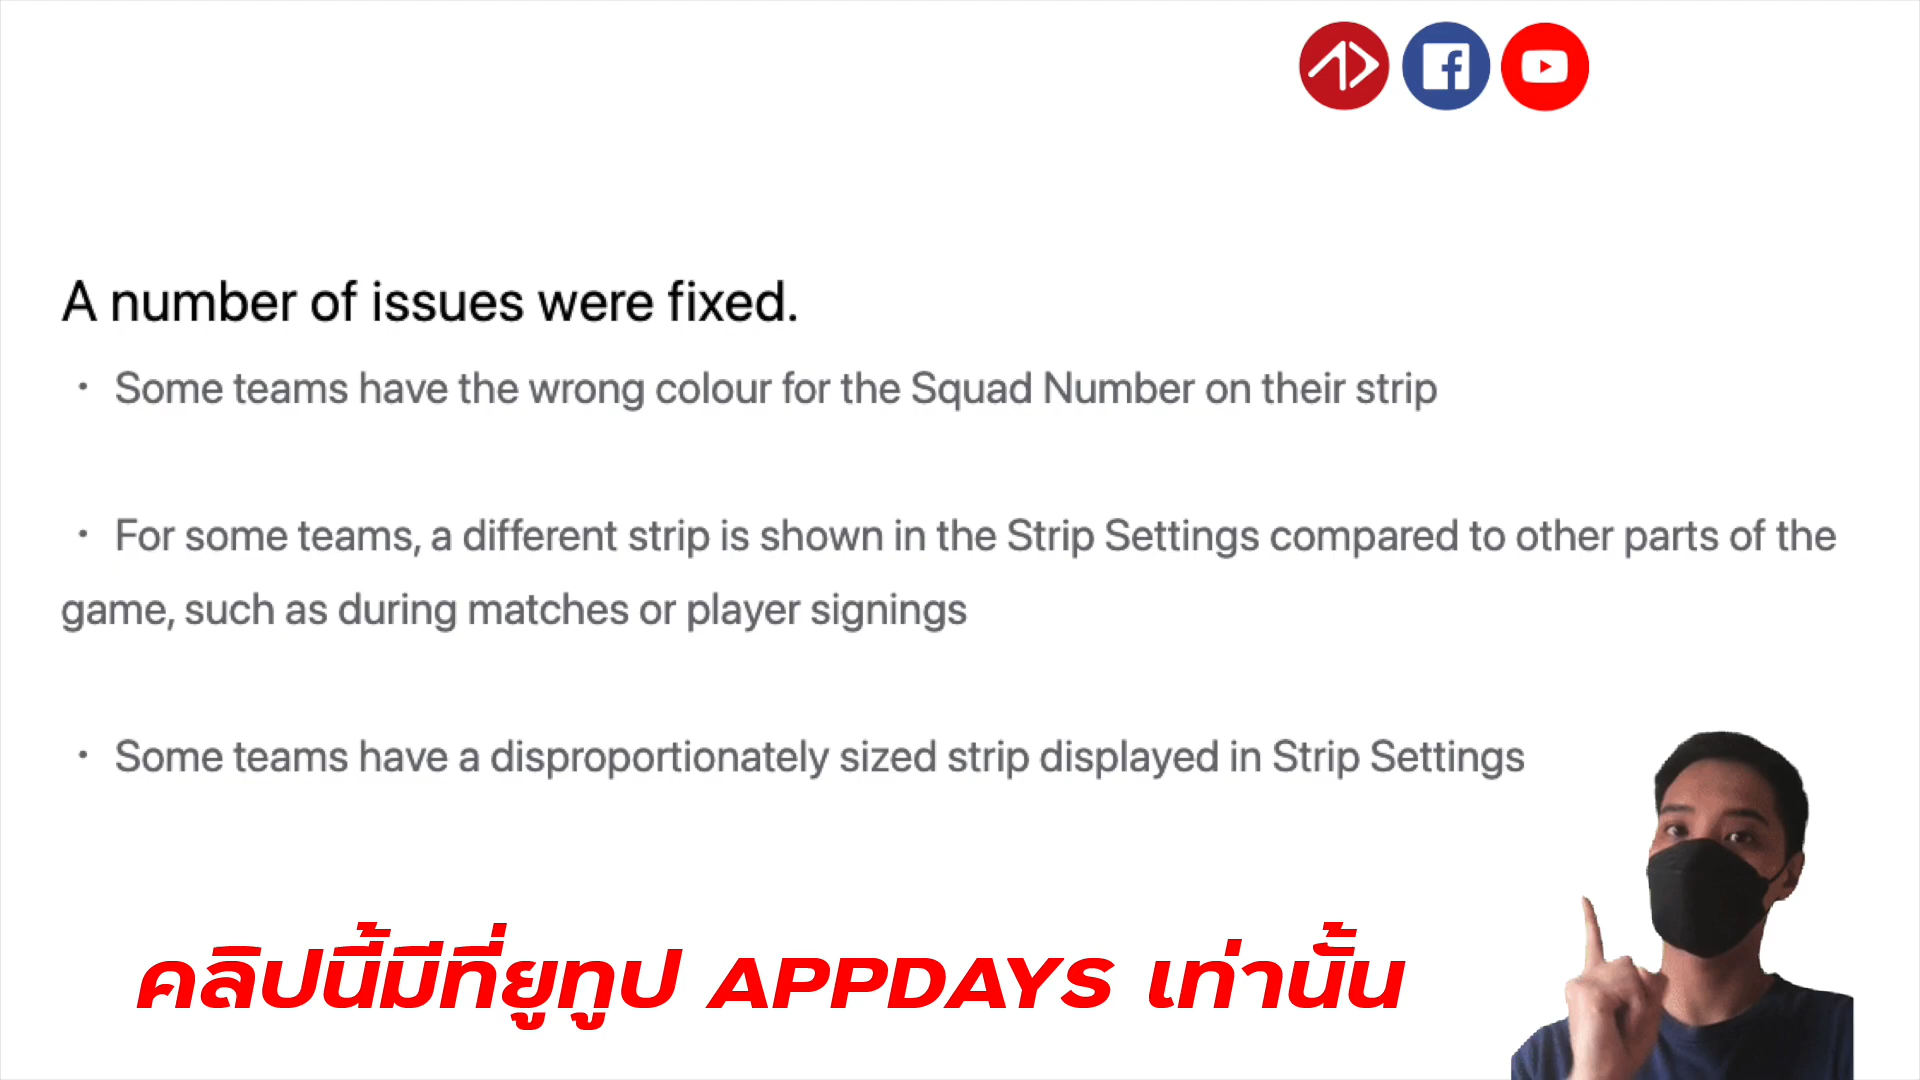 A number of issues were fixed.
・ Some teams have the wrong colour for the Squad Number on their strip
・ For some teams, a different strip is shown in the Strip Settings compared to other parts of the
game, such as during matches or player signings
・ Some teams have a disproportionately sized strip displayed in Strip Settings
คลิปนี้มีที่ยูทูป APPDAYS เท่านั้น